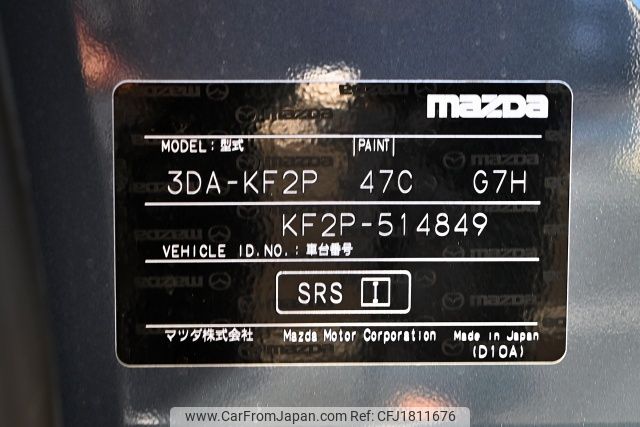 mazda
MODEL: 型式 |PAINT|
3DA-KF2P 47C G7H
KF2P-514849
VEHICLE ID.NO.: 車台番号
SRS I
マツダ株式会社 Mazda Motor Corporation Made in Japan
(D10A)
www.CarFromJapan.com Ref:CFJ1811676